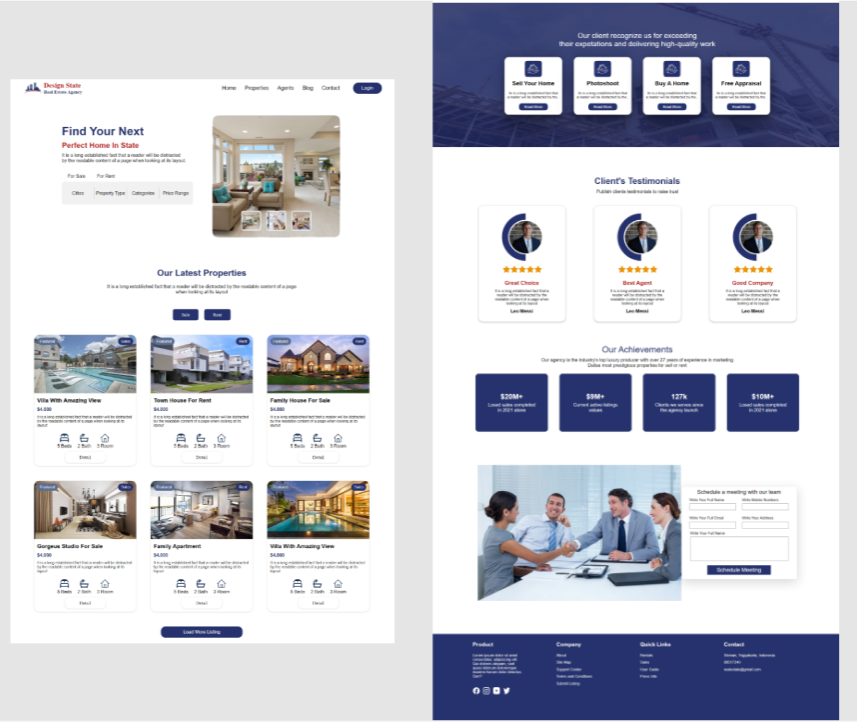 Design State
Real Estate Agency
Home
Properties
Agents
Blog
Contact
Login
Find Your Next
Perfect Home In State
It is a long established fact that a reader will be distracted
by the readable content of a page when looking at its layout
For Sale
For Rent
Cities
Property Type
Categories
Price Range
Our Latest Properties
It is a long established fact that a reader will be distracted by the readable content of a page
when looking at its layout
Sale
Rent
Featured
Sales
Villa With Amazing View
$4,000
It is a long established fact that a reader will be distracted
by the readable content of a page when looking at its
layout
5 Beds
2 Bath
3 Room
Detail
Featured
Rent
Town House For Rent
$4,000
It is a long established fact that a reader will be distracted
by the readable content of a page when looking at its
layout
5 Beds
2 Bath
3 Room
Detail
Featured
Rent
Family House For Sale
$4,000
It is a long established fact that a reader will be distracted
by the readable content of a page when looking at its
layout
5 Beds
2 Bath
3 Room
Detail
Featured
Sales
Gorgeus Studio For Sale
$4,000
It is a long established fact that a reader will be distracted
by the readable content of a page when looking at its
layout
5 Beds
2 Bath
3 Room
Detail
Featured
Rent
Family Apartment
$4,000
It is a long established fact that a reader will be distracted
by the readable content of a page when looking at its
layout
5 Beds
2 Bath
3 Room
Detail
Featured
Sales
Villa With Amazing View
$4,000
It is a long established fact that a reader will be distracted
by the readable content of a page when looking at its
layout
5 Beds
2 Bath
3 Room
Detail
Load More Listing
Our client recognize us for exceeding
their expetations and delivering high-quality work
Sell Your Home
It is a long established fact that
a reader will be distracted by the.
Read More
Photoshoot
It is a long established fact that
a reader will be distracted by the.
Read More
Buy A Home
It is a long established fact that
a reader will be distracted by the.
Read More
Free Appraisal
It is a long established fact that
a reader will be distracted by the.
Read More
Client's Testimonials
Publish clients testimonials to raise trust
Great Choice
It is a long established fact that a
reader will be distracted by the
readable content of a page when
looking at its layout
Leo Messi
Best Agent
It is a long established fact that a
reader will be distracted by the
readable content of a page when
looking at its layout
Leo Messi
Good Company
It is a long established fact that a
reader will be distracted by the
readable content of a page when
looking at its layout
Leo Messi
Our Achievements
Our agency is the industry's top luxury producer with over 27 years of experience in marketing
Dallas most prestigious properties for sell or rent
$20M+
Loved sales completed
in 2021 alone
$9M+
Current active listings
values
127k
Clients we serves since
the agency launch
$10M+
Loved sales completed
in 2021 alone
Schedule a meeting with our team
Write Your Full Name
Write Mobile Number
Write Your Full Email
Write Your Address
Write Your Full Name
Schedule Meeting
Product
Lorem ipsum dolor sit amet
Company
About
Site Map
Support Center
Terms and Conditions
Submit Listing
Quick Links
Rentals
Sales
Contact
Sleman, Yogyakarta, Indonesia